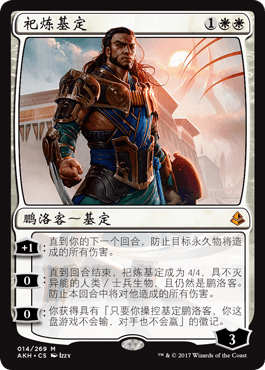 祀炼基定 1
鹏洛客～基定
+1 :直到你的下一个回合,防止目标永久物将造
成的所有伤害。
0 :直到回合结束,祀炼基定成为4/4,具不灭
异能的人类/士兵生物,且仍然是鹏洛客。
防止本回合中将对他造成的所有伤害。
0 :你获得具有「只要你操控基定鹏洛客,你这
盘游戏不会输,对手也不会赢」的徽记。
3
014/269 M
AKH • CS Izzy
™ & © 2017 Wizards of the Coast